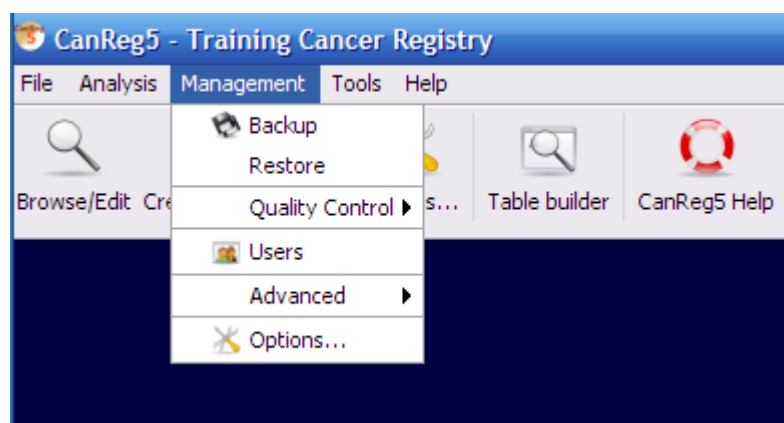 CanReg5 - Training Cancer Registry
File Analysis Management Tools Help
Backup
Restore
Quality Control
Users
Advanced
Options...
Browse/Edit Table builder CanReg5 Help